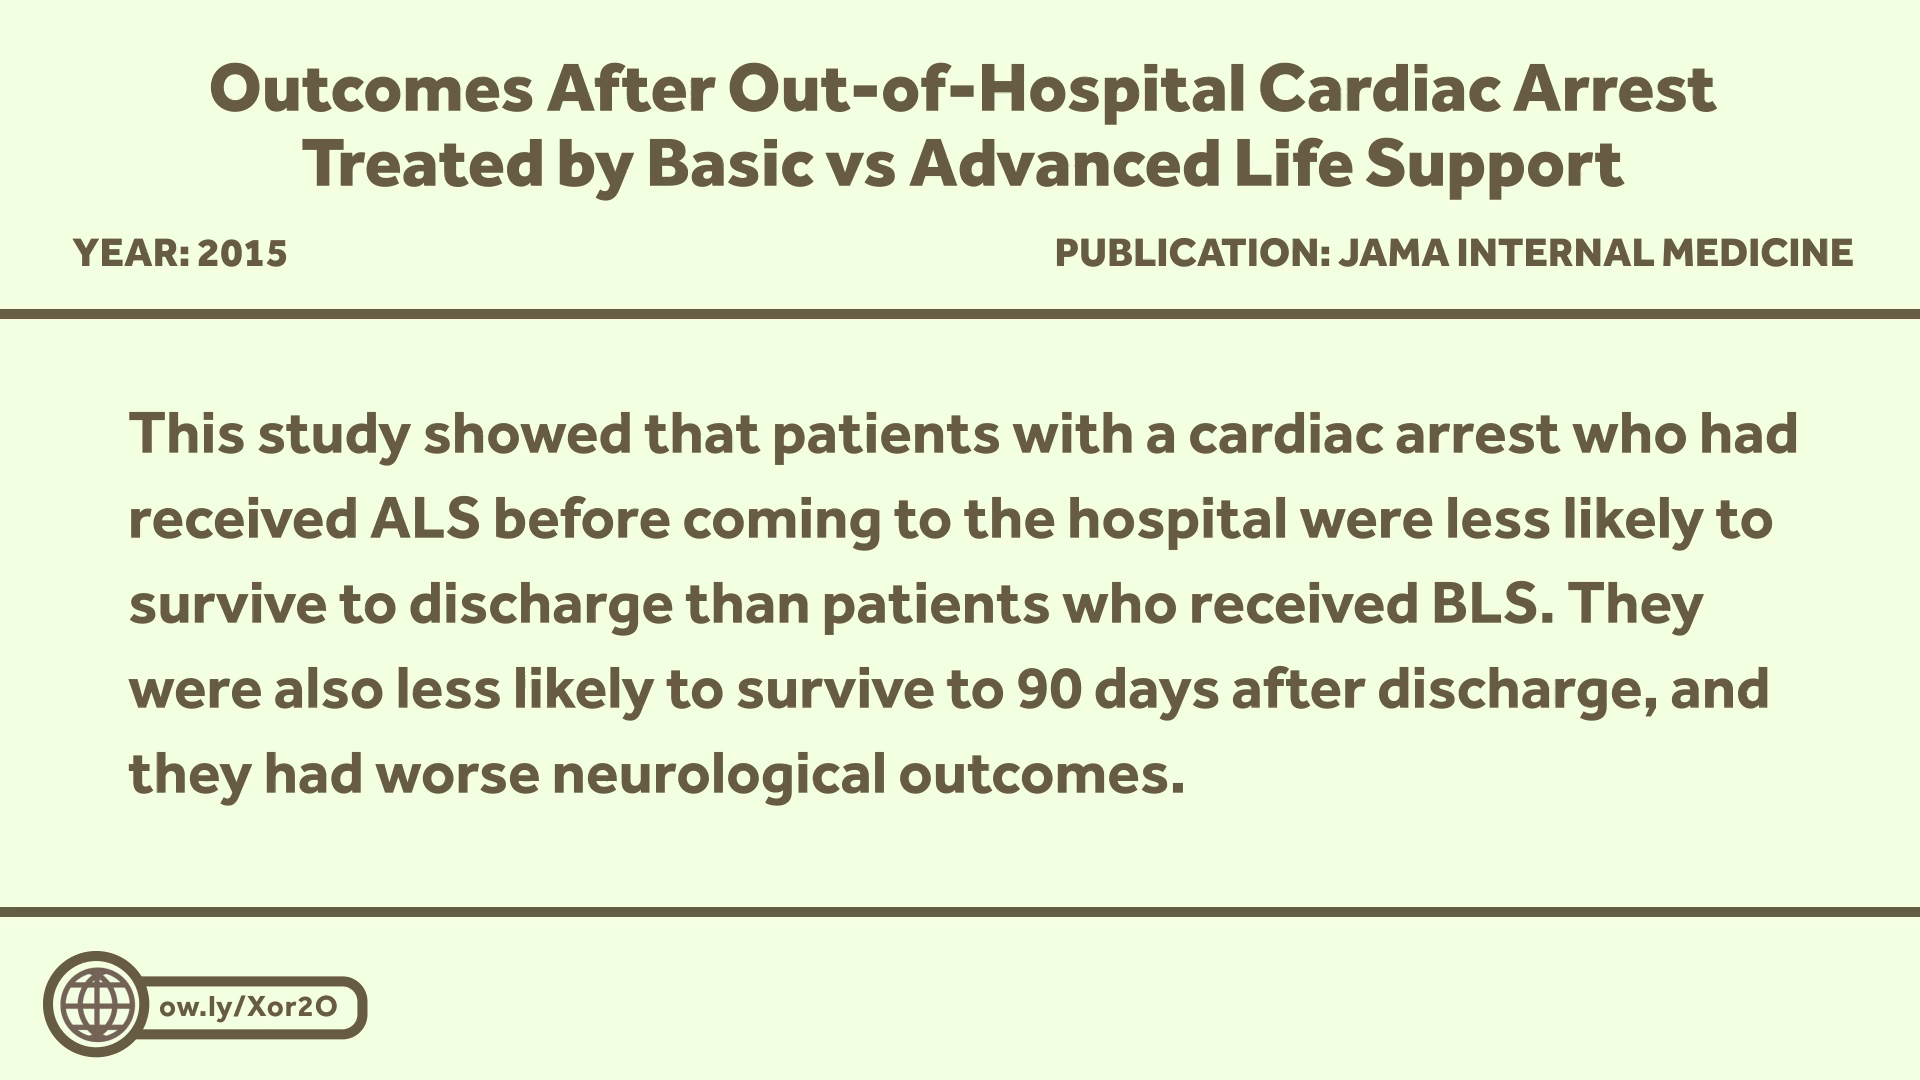 Outcomes After Out-of-Hospital Cardiac Arrest
Treated by Basic vs Advanced Life Support
YEAR: 2015
PUBLICATION: JAMA INTERNAL MEDICINE
This study showed that patients with a cardiac arrest who had
received ALS before coming to the hospital were less likely to
survive to discharge than patients who received BLS. They
were also less likely to survive to 90 days after discharge, and
they had worse neurological outcomes.
ow.ly/Xor2O